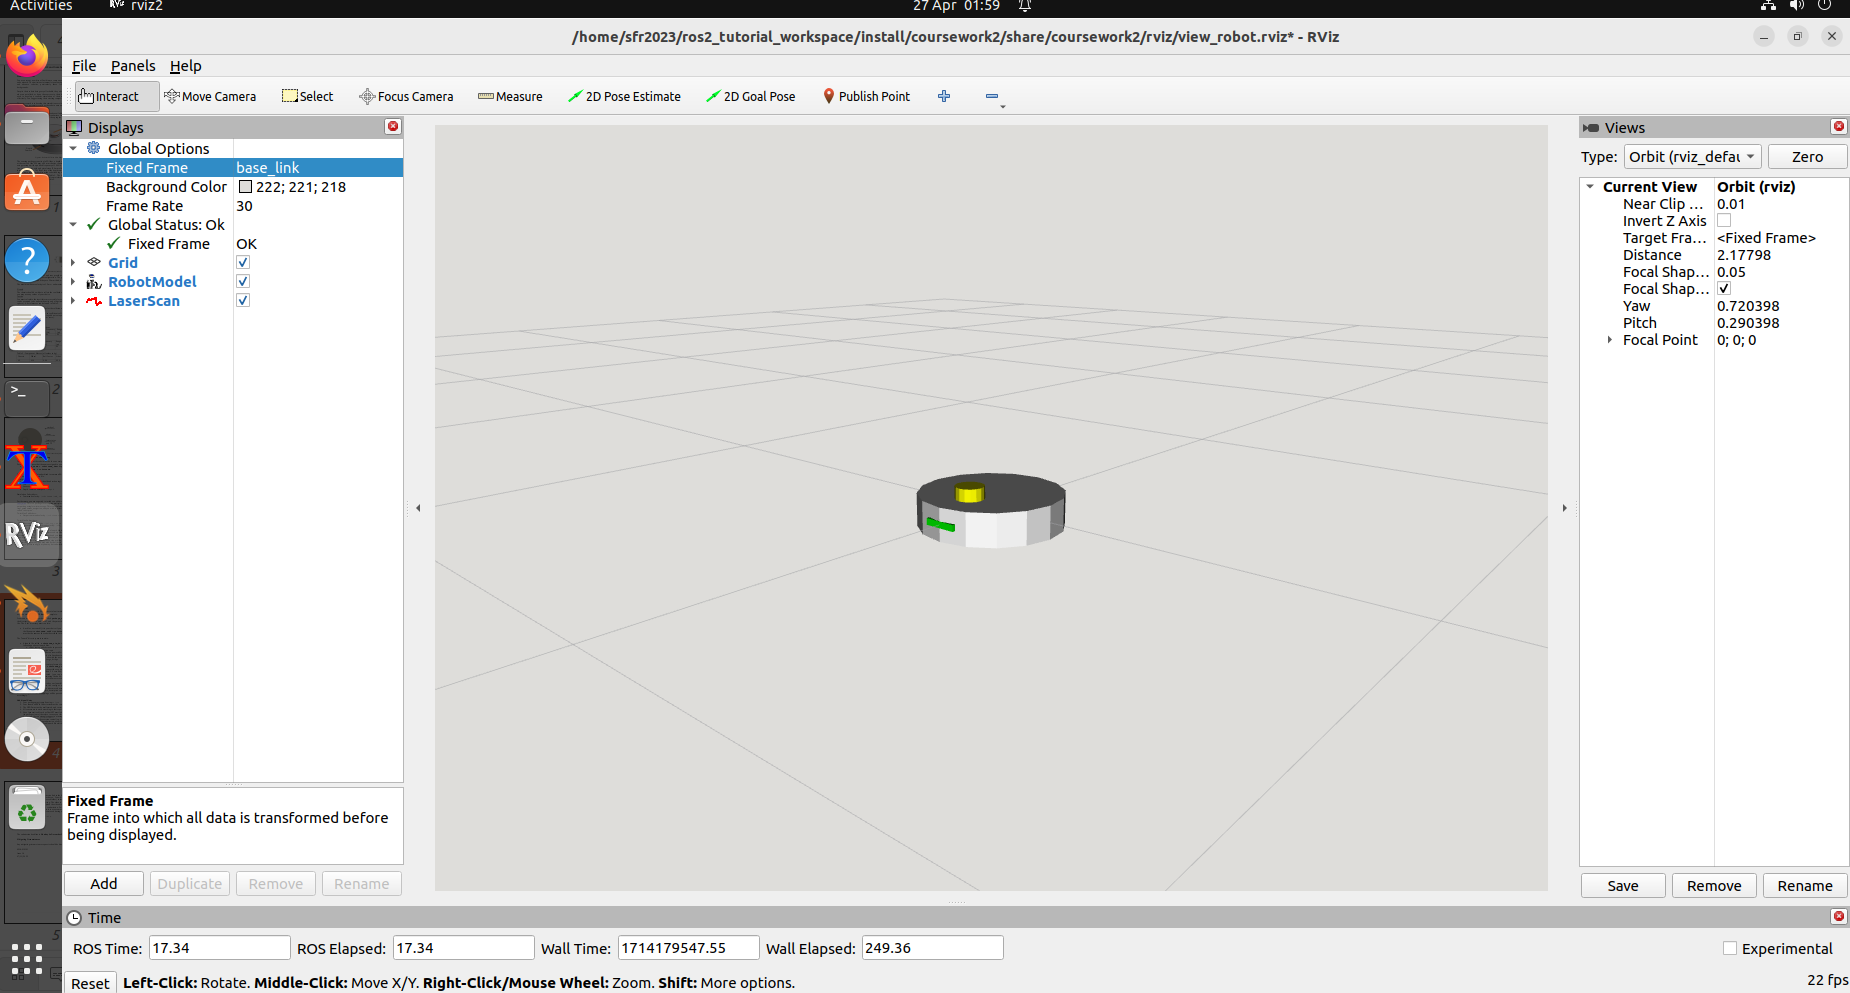 Activities RViz rviz2 27 Apr 01:59
/home/sfr2023/ros2_tutorial_workspace/install/coursework2/share/coursework2/rviz/view_robot.rviz* - RViz
File Panels Help
Interact Move Camera Select Focus Camera Measure 2D Pose Estimate 2D Goal Pose Publish Point
Displays
Global Options
Fixed Frame base_link
Background Color 222; 221; 218
Frame Rate 30
Global Status: Ok
Fixed Frame OK
Grid
RobotModel
LaserScan
Fixed Frame
Frame into which all data is transformed before
being displayed.
Add Duplicate Remove Rename
Views
Type: Orbit (rviz_defau Zero
Current View Orbit (rviz)
Near Clip ... 0.01
Invert Z Axis
Target Fra... <Fixed Frame>
Distance 2.17798
Focal Shap... 0.05
Focal Shap...
Yaw 0.720398
Pitch 0.290398
Focal Point 0; 0; 0
Save Remove Rename
Time
ROS Time: 17.34 ROS Elapsed: 17.34 Wall Time: 1714179547.55 Wall Elapsed: 249.36 Experimental
Reset Left-Click: Rotate. Middle-Click: Move X/Y. Right-Click/Mouse Wheel: Zoom. Shift: More options. 22 fps
RViz